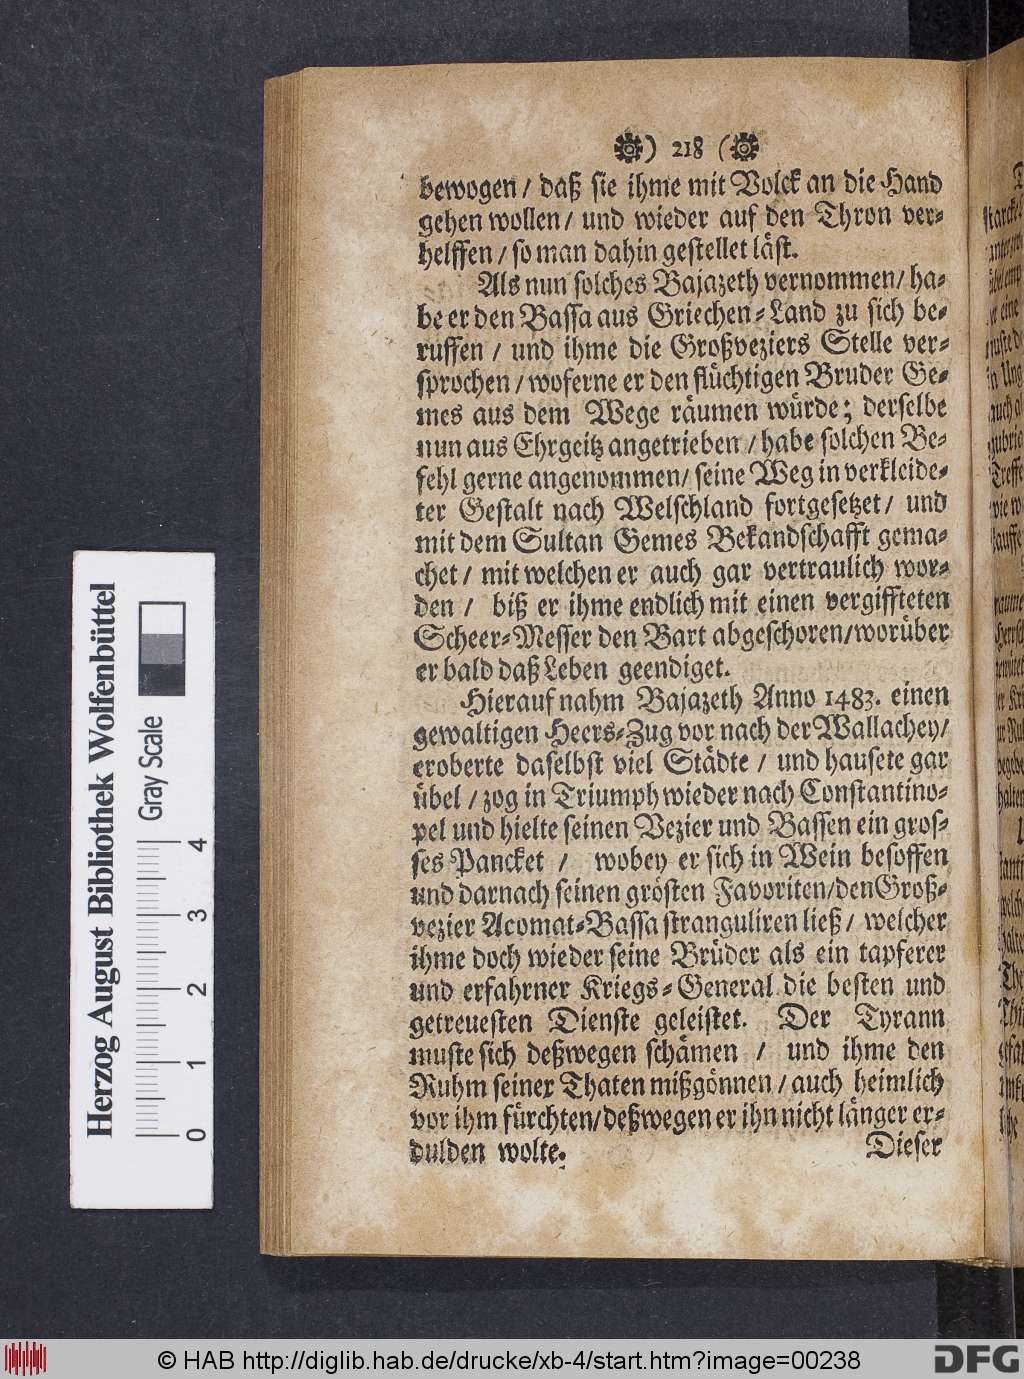 ) 218 (
bewogen / daß sie ihme mit Volck an die Hand
gehen wollen / und wieder auf den Thron ver-
helffen / so man dahin gestellet läst.
Als nun solches Bajazeth vernommen / ha-
be er den Bassa aus Griechen-Land zu sich be-
ruffen / und ihme die Großveziers Stelle ver-
sprochen / woferne er den flüchtigen Bruder Ge-
mes aus dem Wege räumen würde; derselbe
nun aus Ehrgeitz angetrieben / habe solchen Be-
fehl gerne angenommen / seine Weg in verkleide-
ter Gestalt nach Welschland fortgesetzet / und
mit dem Sultan Gemes Bekandschafft gema-
chet / mit welchen er auch gar vertraulich wor-
den / biß er ihme endlich mit einen vergiffteten
Scheer-Messer den Bart abgeschoren / worüber
er bald daß Leben geendiget.
Hierauf nahm Bajazeth Anno 1483. einen
gewaltigen Heers-Zug vor nach der Wallachey /
eroberte daselbst viel Städte / und hausete gar
übel / zog in Triumph wieder nach Constantino-
pel und hielte seinen Vezier und Bassen ein gros-
ses Pancket / wobey er sich in Wein besoffen
und darnach seinen grösten Favoriten / den Groß-
vezier Acomat-Bassa stranguliren ließ / welcher
ihme doch wieder seine Brüder als ein tapferer
und erfahrner Kriegs-General die besten und
getreuesten Dienste geleistet. Der Tyrann
muste sich deßwegen schämen / und ihme den
Ruhm seiner Thaten mißgönnen / auch heimlich
vor ihm fürchten / deßwegen er ihn nicht länger er-
dulden wolte.
Dieser
Herzog August Bibliothek Wolfenbüttel
Gray Scale
0 1 2 3 4
© HAB http://diglib.hab.de/drucke/xb-4/start.htm?image=00238
DFG